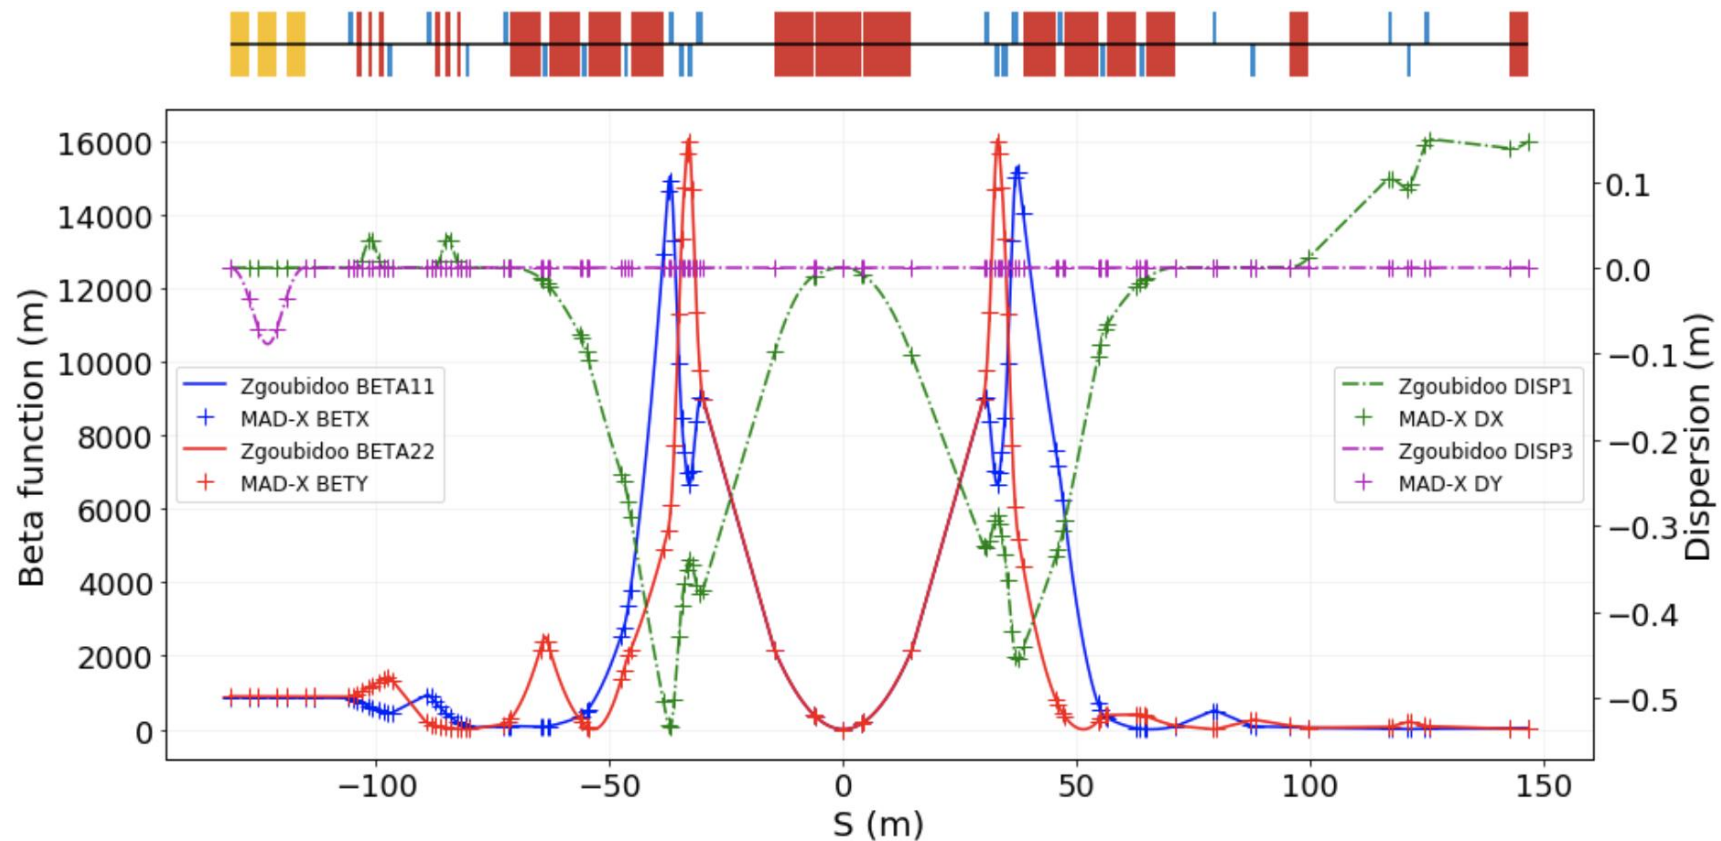 16000
14000
12000
10000
8000
6000
4000
2000
0
Beta function (m)
Zgoubidoo BETA11
MAD-X BETX
Zgoubidoo BETA22
MAD-X BETY
Zgoubidoo DISP1
MAD-X DX
Zgoubidoo DISP3
MAD-X DY
0.1
0.0
−0.1
−0.2
−0.3
−0.4
−0.5
Dispersion (m)
−100
−50
0
50
100
150
S (m)